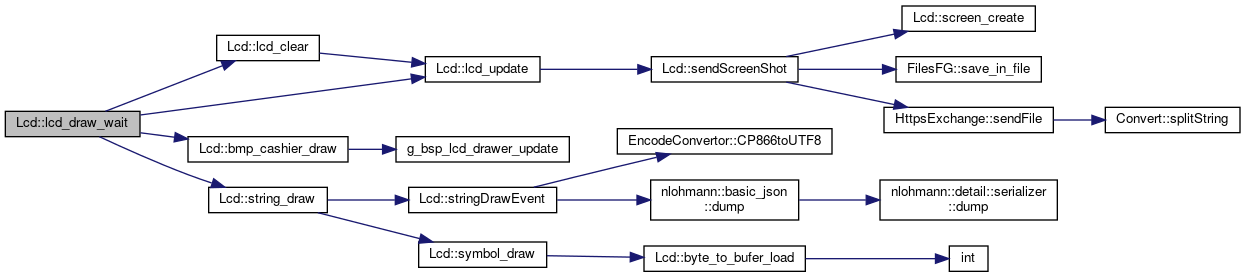 Lcd::lcd_draw_wait
Lcd::lcd_clear
Lcd::lcd_update
Lcd::sendScreenShot
Lcd::screen_create
FilesFG::save_in_file
HttpsExchange::sendFile
Convert::splitString
Lcd::bmp_cashier_draw
g_bsp_lcd_drawer_update
Lcd::string_draw
Lcd::stringDrawEvent
EncodeConvertor::CP866toUTF8
nlohmann::basic_json
::dump
nlohmann::detail::serializer
::dump
Lcd::symbol_draw
Lcd::byte_to_bufer_load
int